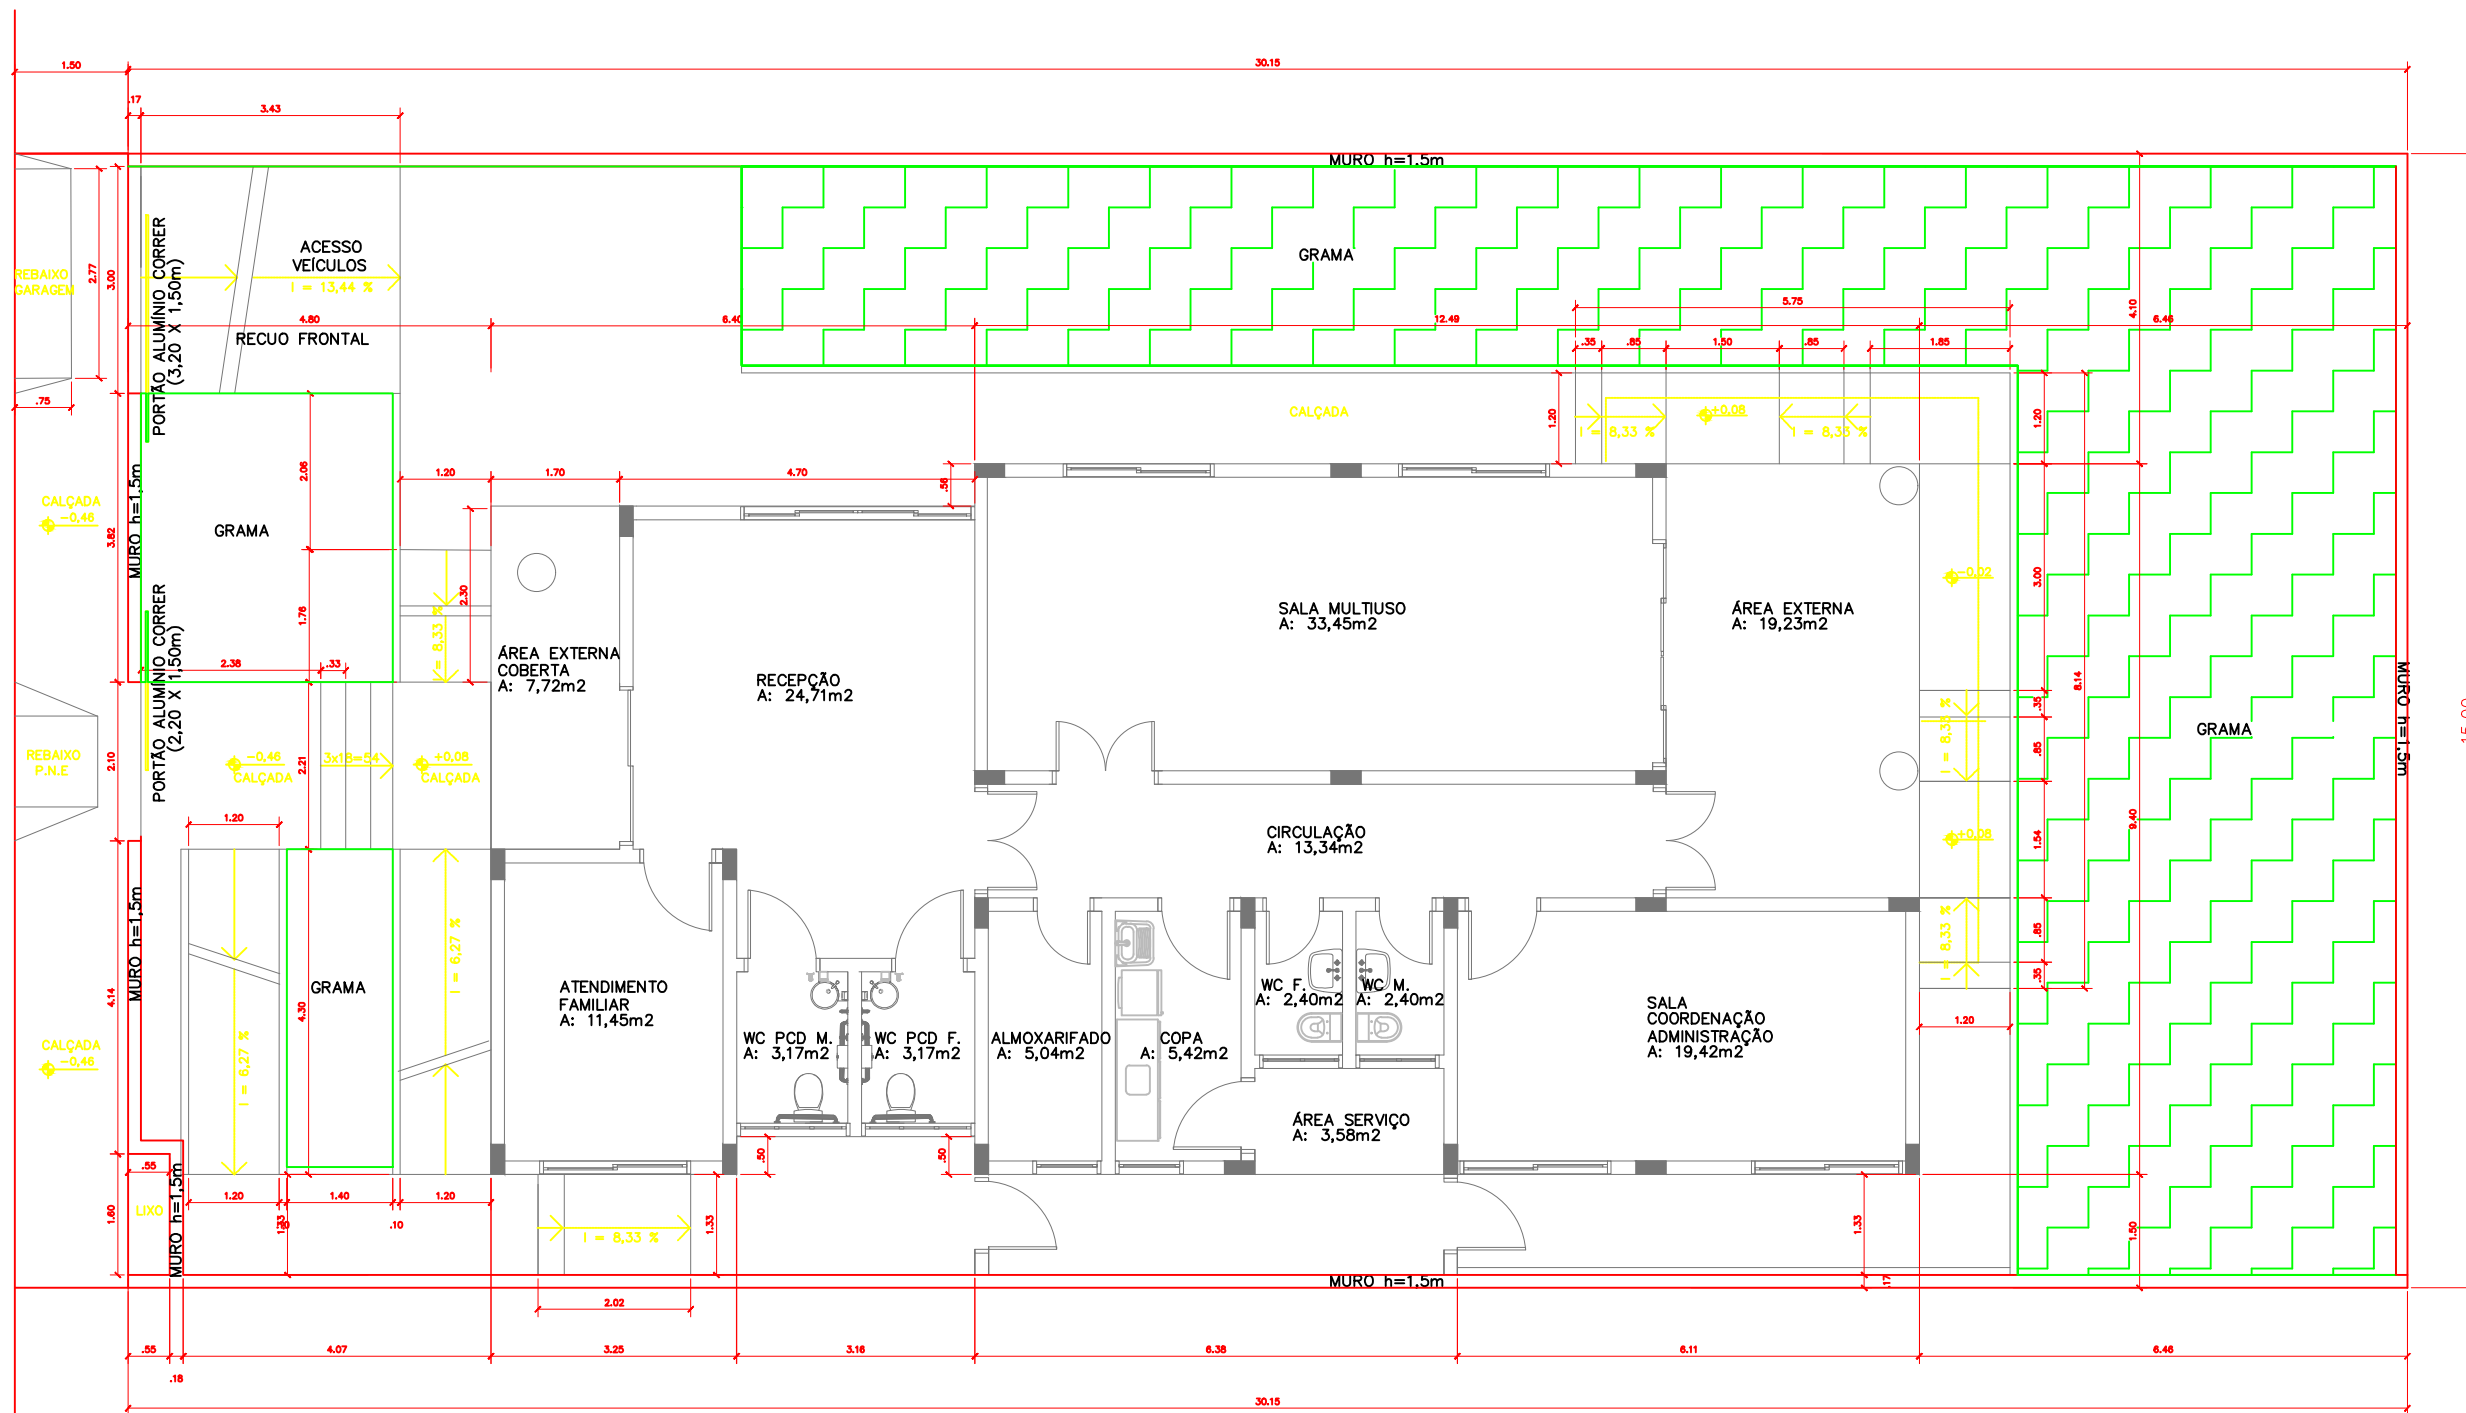 1.50
30.15
.17
3.43
MURO h=1,5m
ACESSO
VEÍCULOS
I = 13,44 %
REBAIXO
GARAGEM
2.77
3.00
PORTÃO ALUMÍNIO CORRER
(3,20 X 1,50m)
GRAMA
5.75
4.10
4.80
6.40
12.49
6.46
RECUO FRONTAL
.35
.85
1.50
.85
1.85
.75
CALÇADA
1.20
I = 8,33 %
+0,08
I = 8,33 %
1.20
2.06
MURO h=1,5m
1.20
1.70
4.70
.56
CALÇADA
-0,46
3.82
GRAMA
2.30
1.76
I = 8,33 %
-0,02
3.00
SALA MULTIUSO
A: 33,45m2
ÁREA EXTERNA
A: 19,23m2
PORTÃO ALUMÍNIO CORRER
(2,20 X 1,50m)
2.38
.33
ÁREA EXTERNA
COBERTA
A: 7,72m2
RECEPÇÃO
A: 24,71m2
8.14
.35
MURO h=1,5m
15.00
GRAMA
I = 8,33 %
.85
REBAIXO
P.N.E
2.10
-0,46
CALÇADA
2.21
3x18=54
+0,08
CALÇADA
1.20
CIRCULAÇÃO
A: 13,34m2
+0,08
1.54
9.40
MURO h=1,5m
I = 6,27 %
I = 8,33 %
.85
.35
4.14
GRAMA
4.30
ATENDIMENTO
FAMILIAR
A: 11,45m2
WC F.
A: 2,40m2
WC M.
A: 2,40m2
SALA
COORDENAÇÃO
ADMINISTRAÇÃO
A: 19,42m2
1.20
CALÇADA
-0,46
I = 6,27 %
WC PCD M.
A: 3,17m2
WC PCD F.
A: 3,17m2
ALMOXARIFADO
A: 5,04m2
COPA
A: 5,42m2
ÁREA SERVIÇO
A: 3,58m2
.50
.50
.55
MURO h=1,5m
1.60
LIXO
1.20
1.40
1.20
1.33
.10
I = 8,33 %
1.33
1.33
1.50
MURO h=1,5m
.17
2.02
.55
4.07
3.25
3.16
6.38
6.11
6.46
.18
30.15